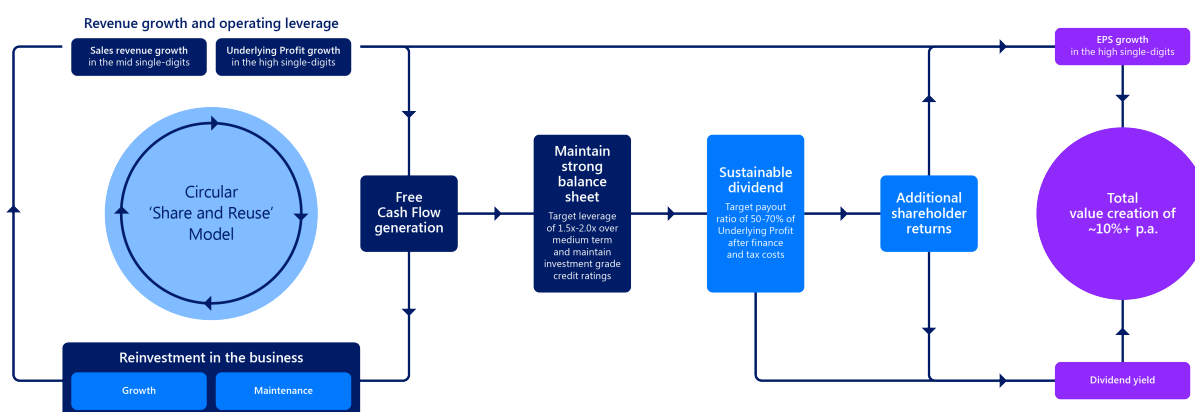 Revenue growth and operating leverage
Sales revenue growth
in the mid single-digits
Underlying Profit growth
in the high single-digits
EPS growth
in the high single-digits
Circular
‘Share and Reuse’
Model
Free
Cash Flow
generation
Maintain
strong
balance
sheet
Target leverage
of 1.5x-2.0x over
medium term
and maintain
investment grade
credit ratings
Sustainable
dividend
Target payout
ratio of 50-70% of
Underlying Profit
after finance
and tax costs
Additional
shareholder
returns
Total
value creation of
~10%+ p.a.
Reinvestment in the business
Growth
Maintenance
Dividend yield